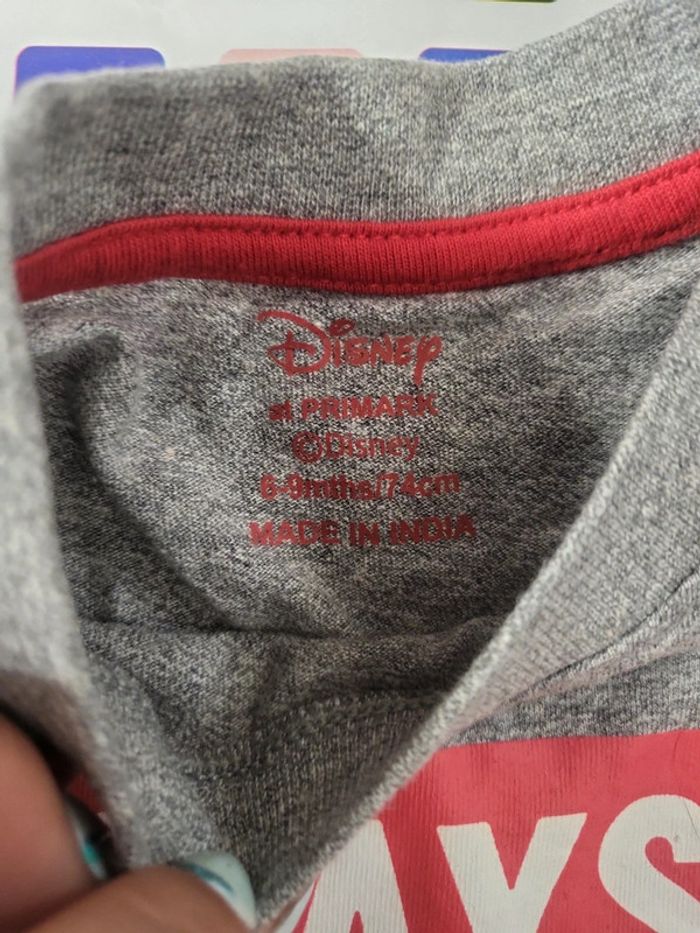 Disney
at PRIMARK
©Disney
6-9mths/74cm
MADE IN INDIA
AYS